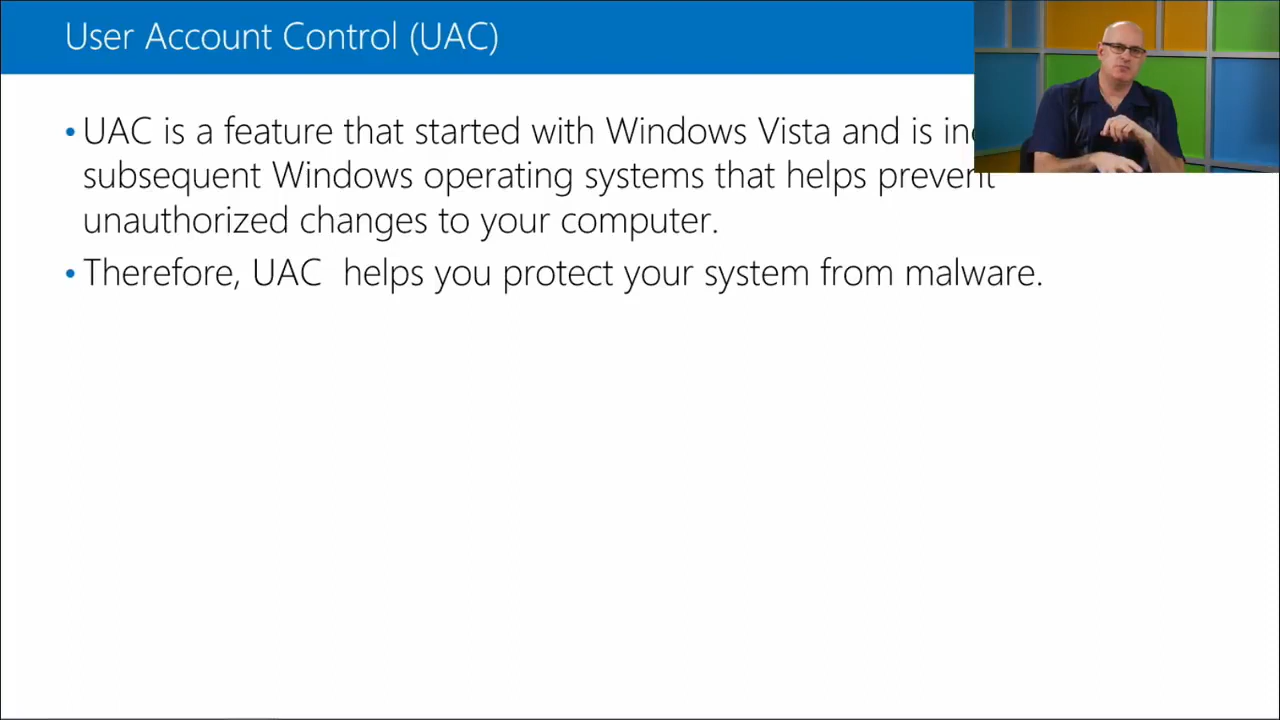 User Account Control (UAC)
• UAC is a feature that started with Windows Vista and is
subsequent Windows operating systems that helps prevent
unauthorized changes to your computer.
• Therefore, UAC  helps you protect your system from malware.